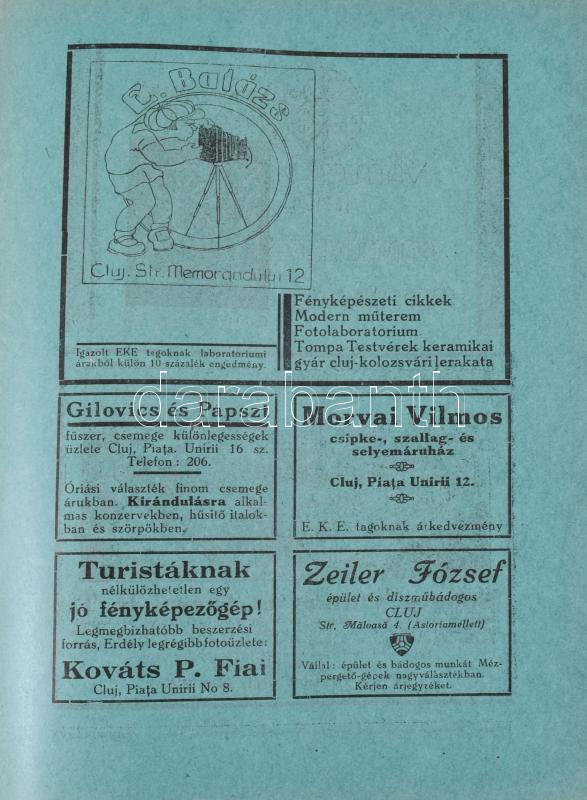 E. Balázs
Cluj. Str. Memorandului 12
Igazolt EKE tagoknak laboratoriumi
árakból külön 10 százalék engedmény.
Fényképészeti cikkek
Modern műterem
Fotolaboratorium
Tompa Testvérek keramikai
gyár cluj-kolozsvári lerakata
darabanth
Gilovics és Papszt
fűszer, csemege különlegességek
üzlete Cluj, Piaţa. Unirii 16 sz.
Telefon: 206.
Óriási választék finom csemege
árukban. Kirándulásra alkal-
mas konzervekben, hűsitő italok-
ban és szörpökben.
Morvai Vilmos
csipke-, szallag- és
selyemáruház
Cluj, Piaţa Unirii 12.
E. K. E. tagoknak átkedvezmény
Turistáknak
nélkülözhetetlen egy
jó fényképezőgép!
Legmegbizhatóbb beszerzési
forrás, Erdély legrégibb fotoüzlete:
Kováts P. Fiai
Cluj, Piaţa Unirii No 8.
Zeiler József
épület és diszműbádogos
CLUJ
Str. Măloasă 4. (Astoriamellett)
Vállal: épület és bádogos munkát Méz-
pergető-gépek nagy választékban.
Kérjen árjegyzéket.